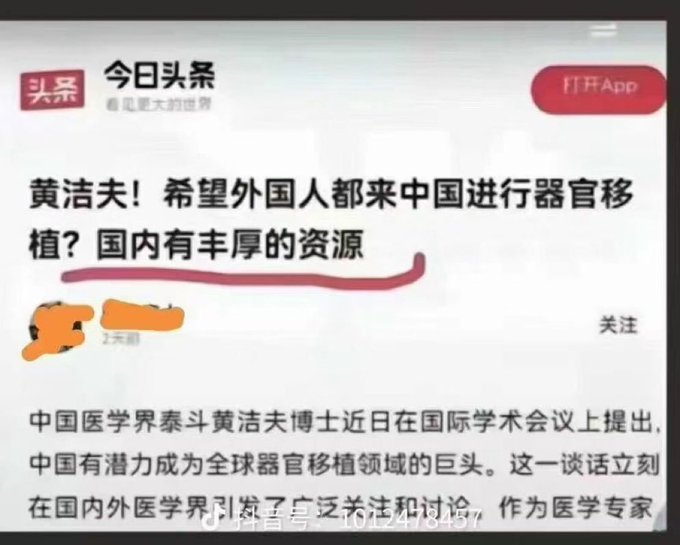 头条
今日头条
看见更大的世界
打开App
黄洁夫！希望外国人都来中国进行器官移
植？国内有丰厚的资源
2天前
关注
中国医学界泰斗黄洁夫博士近日在国际学术会议上提出,
中国有潜力成为全球器官移植领域的巨头。这一谈话立刻
在国内外医学界引发了广泛关注和讨论。作为医学专家
抖音号：1012478457